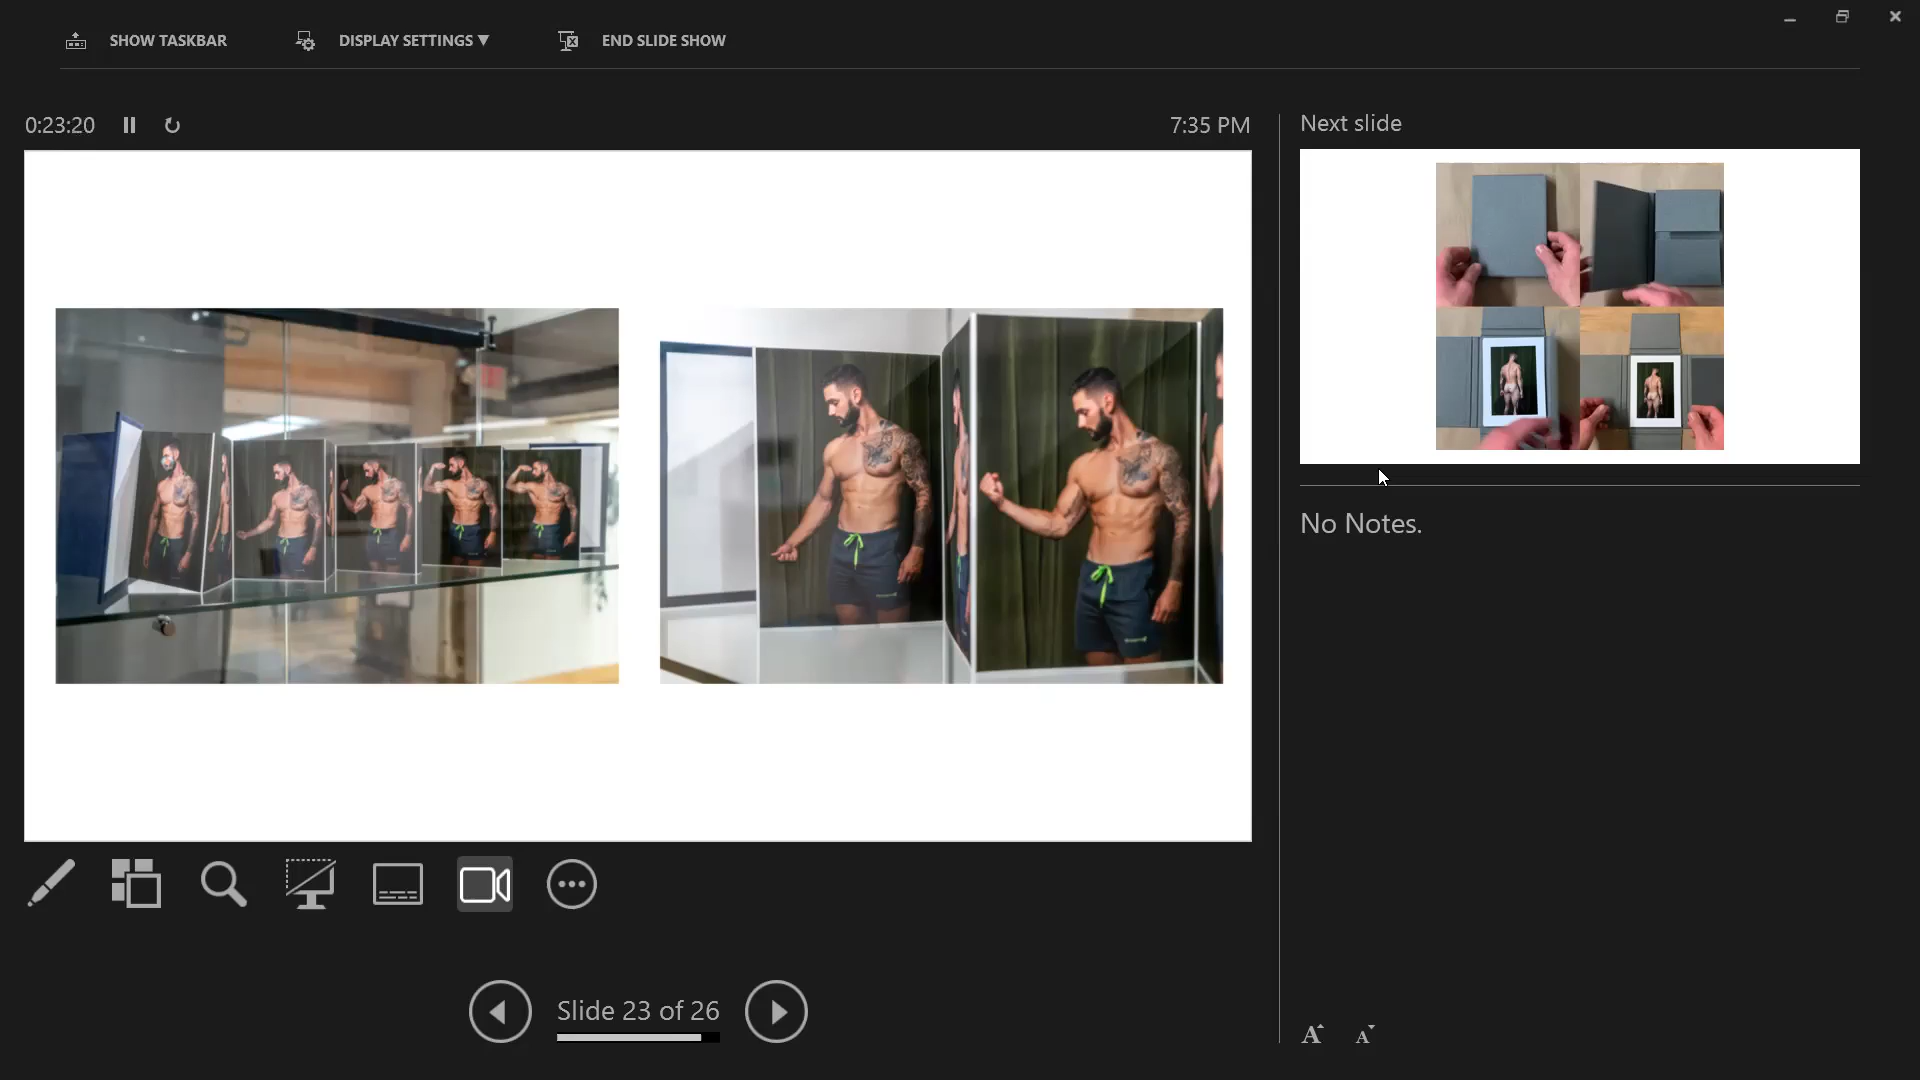 SHOW TASKBAR
DISPLAY SETTINGS ▼
END SLIDE SHOW
0:23:20
7:35 PM
Next slide
No Notes.
Slide 23 of 26
A
A